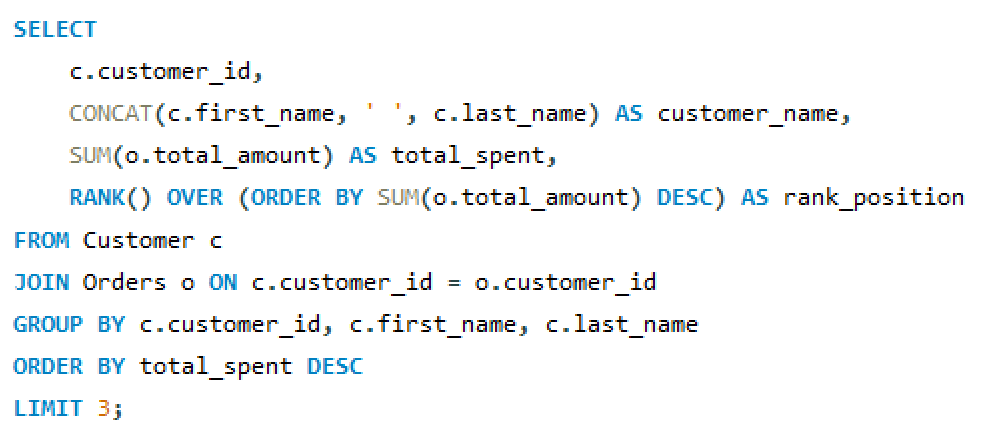 SELECT
    c.customer_id,
    CONCAT(c.first_name, ' ', c.last_name) AS customer_name,
    SUM(o.total_amount) AS total_spent,
    RANK() OVER (ORDER BY SUM(o.total_amount) DESC) AS rank_position
FROM Customer c
JOIN Orders o ON c.customer_id = o.customer_id
GROUP BY c.customer_id, c.first_name, c.last_name
ORDER BY total_spent DESC
LIMIT 3;